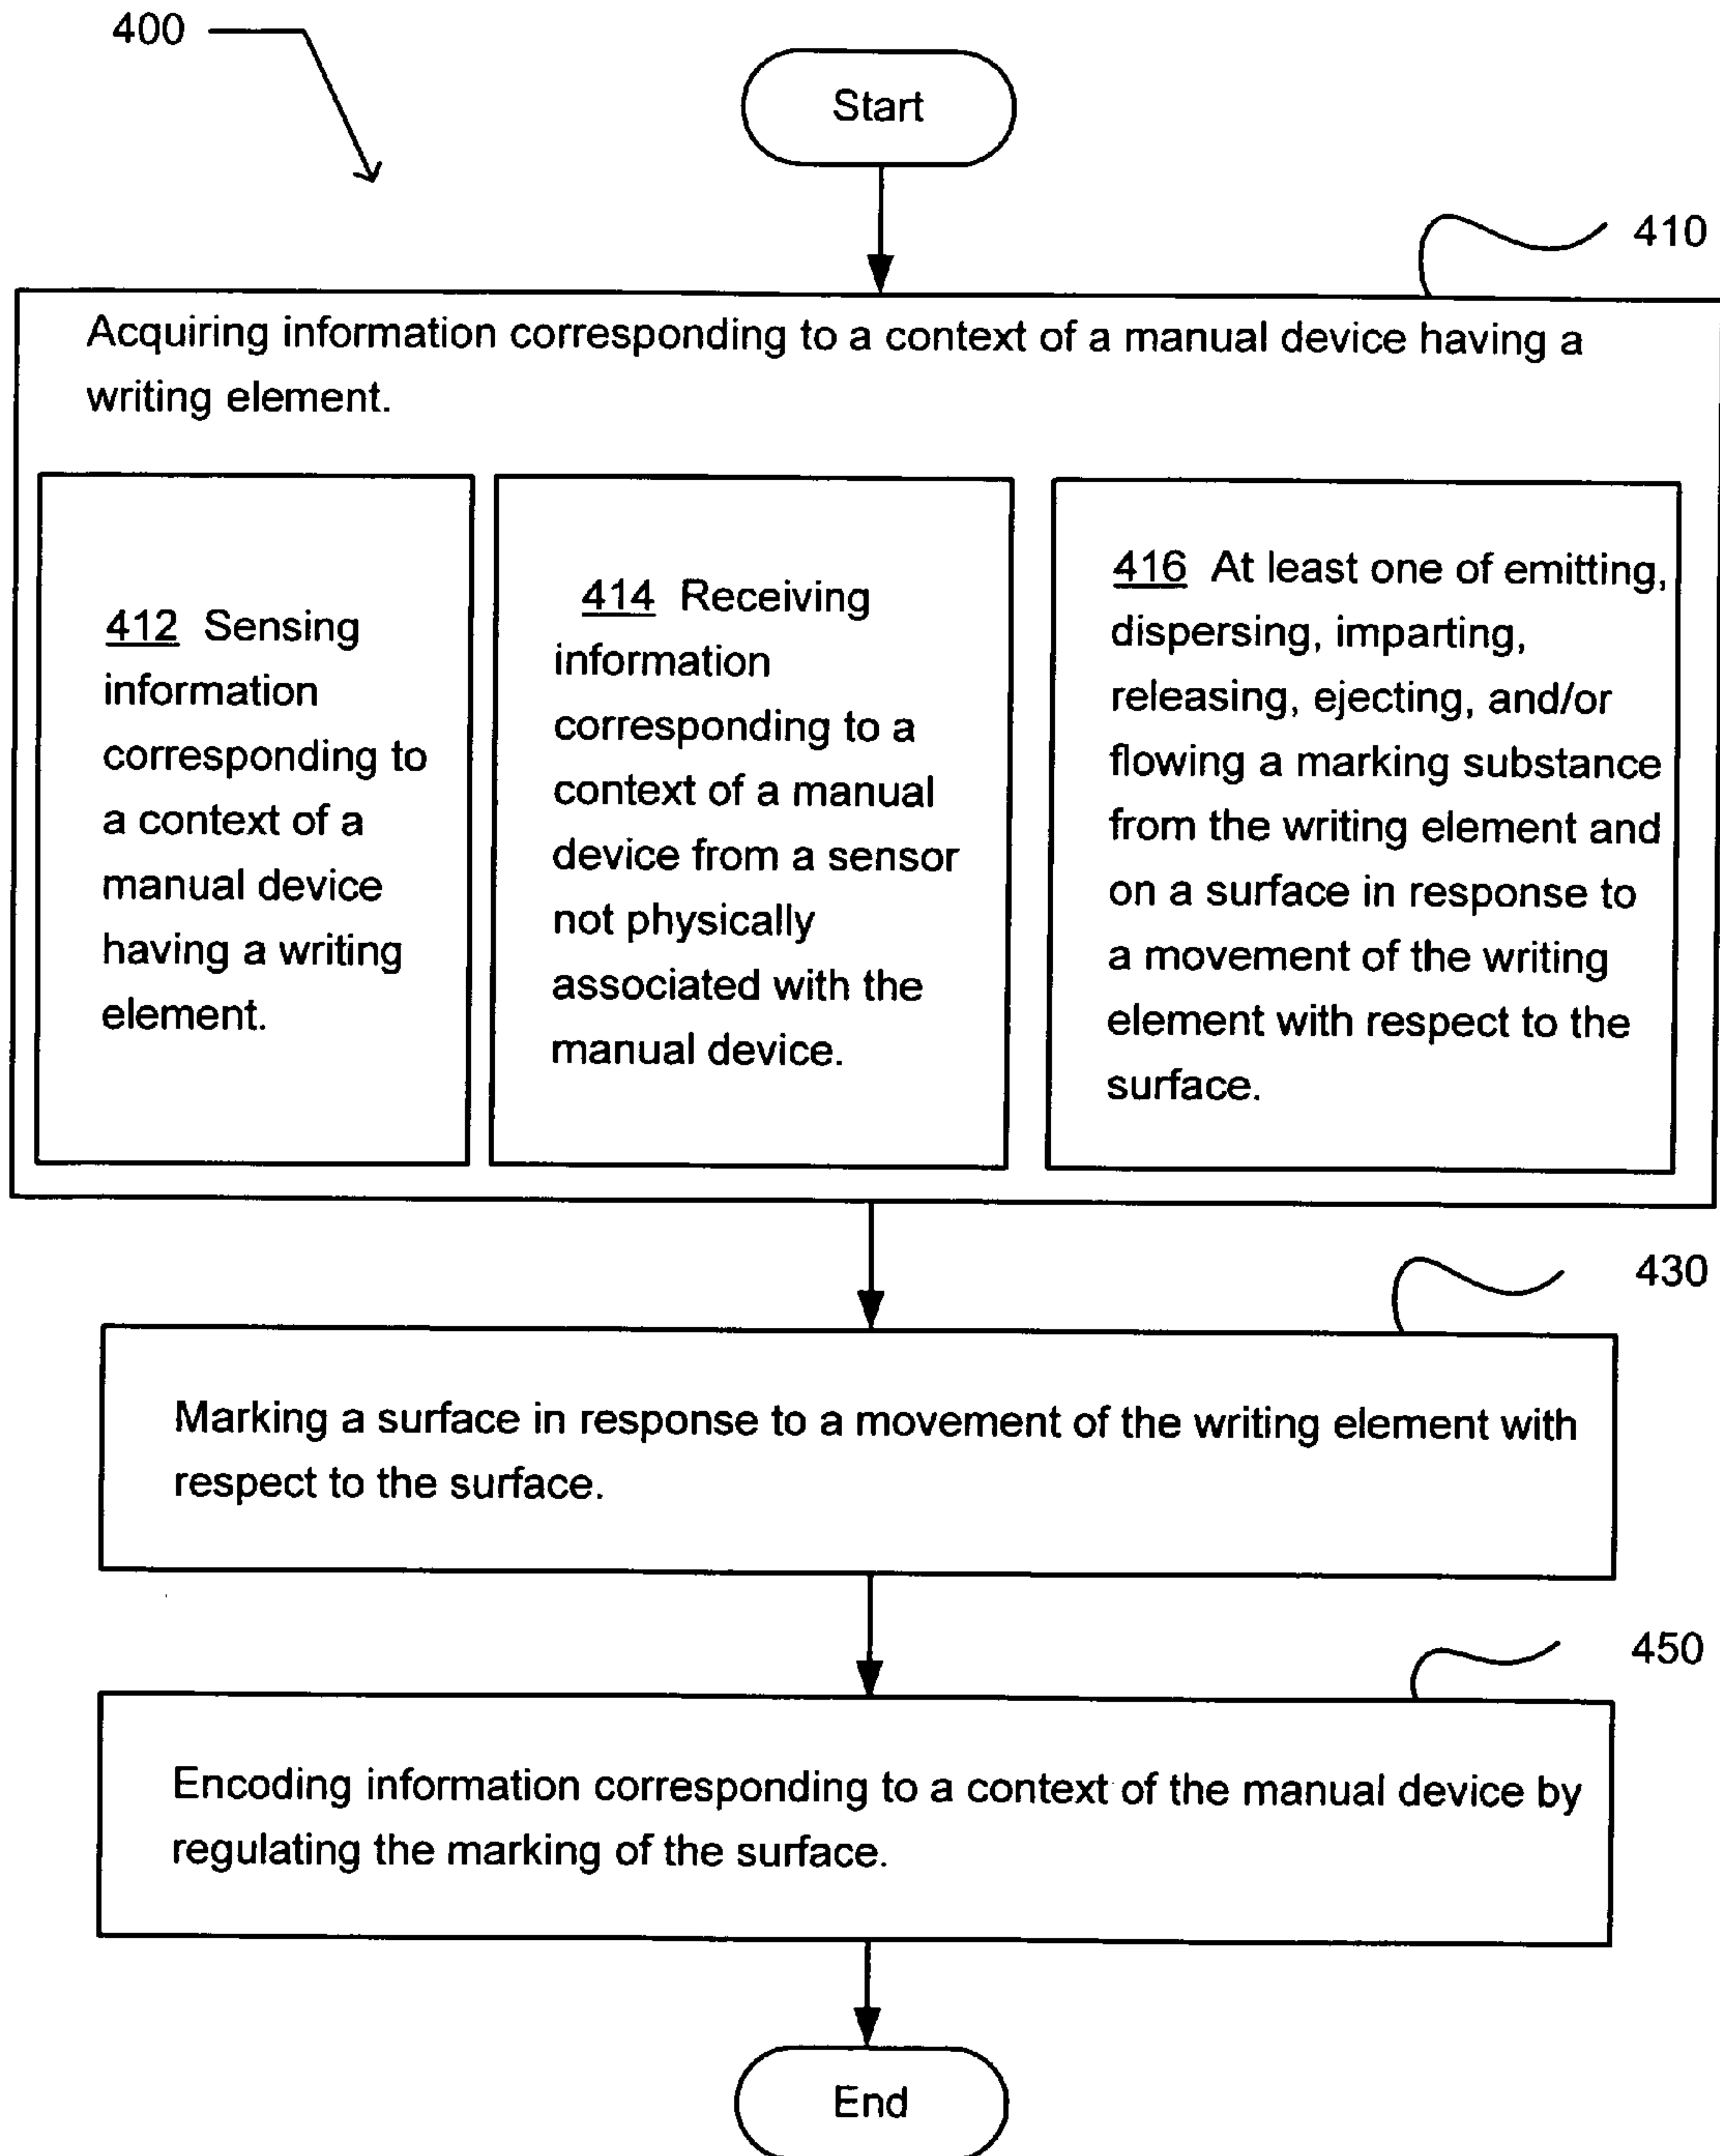 400
Start
410
Acquiring information corresponding to a context of a manual device having a
writing element.
412 Sensing
information
corresponding to
a context of a
manual device
having a writing
element.
414 Receiving
information
corresponding to a
context of a manual
device from a sensor
not physically
associated with the
manual device.
416 At least one of emitting,
dispersing, imparting,
releasing, ejecting, and/or
flowing a marking substance
from the writing element and
on a surface in response to
a movement of the writing
element with respect to the
surface.
430
Marking a surface in response to a movement of the writing element with
respect to the surface.
450
Encoding information corresponding to a context of the manual device by
regulating the marking of the surface.
End